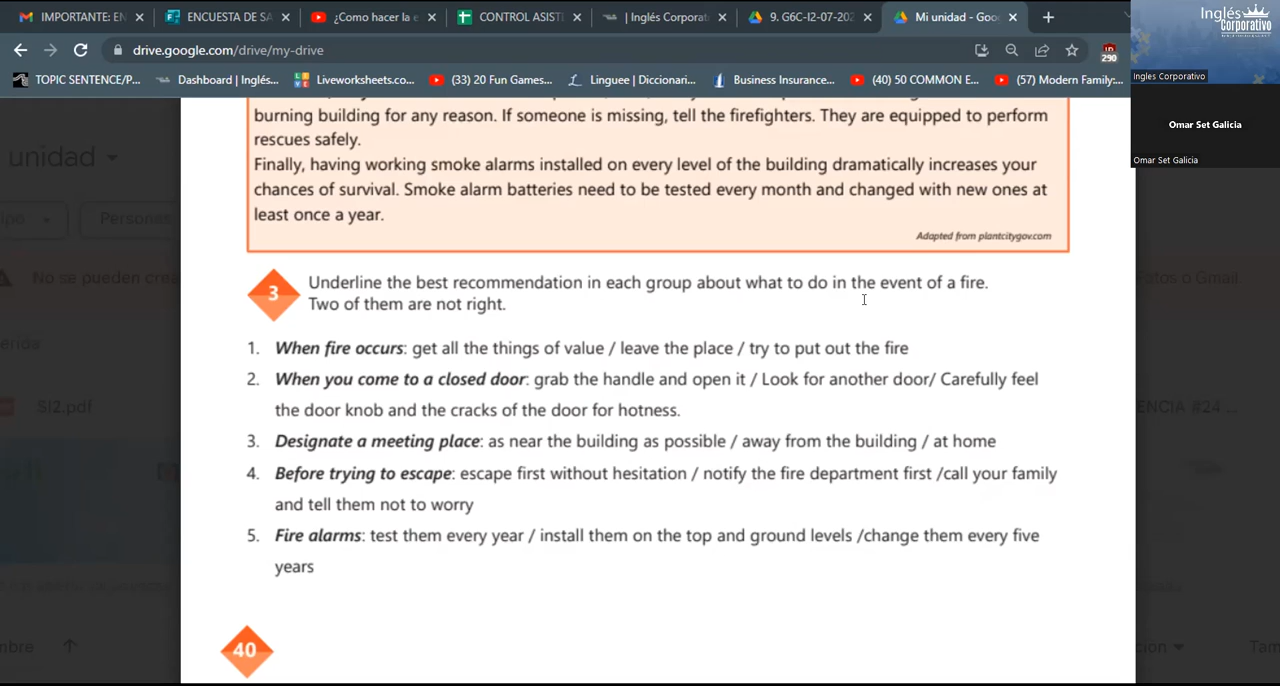 IMPORTANTE: EN
ENCUESTA DE SA
¿Como hacer la e
CONTROL ASIST
| Inglés Corporat
9. G6C-I2-07-202
Mi unidad - Goo
drive.google.com/drive/my-drive
290
TOPIC SENTENCE/P...
Dashboard | Inglés...
Liveworksheets.co...
(33) 20 Fun Games...
Linguee | Diccionari...
Business Insurance...
(40) 50 COMMON E...
(57) Modern Family:...
Inglés
Corporativo
Ingles Corporativo
Omar Set Galicia
Omar Set Galicia
unidad
Persones
No se pueden crea
Fotos o Gmail.
SI2.pdf
ENCIA #24 ...
burning building for any reason. If someone is missing, tell the firefighters. They are equipped to perform
rescues safely.
Finally, having working smoke alarms installed on every level of the building dramatically increases your
chances of survival. Smoke alarm batteries need to be tested every month and changed with new ones at
least once a year.
Adapted from plantcitygov.com
3
Underline the best recommendation in each group about what to do in the event of a fire.
Two of them are not right.
1. When fire occurs: get all the things of value / leave the place / try to put out the fire
2. When you come to a closed door: grab the handle and open it / Look for another door/ Carefully feel
the door knob and the cracks of the door for hotness.
3. Designate a meeting place: as near the building as possible / away from the building / at home
4. Before trying to escape: escape first without hesitation / notify the fire department first /call your family
and tell them not to worry
5. Fire alarms: test them every year / install them on the top and ground levels /change them every five
years
40